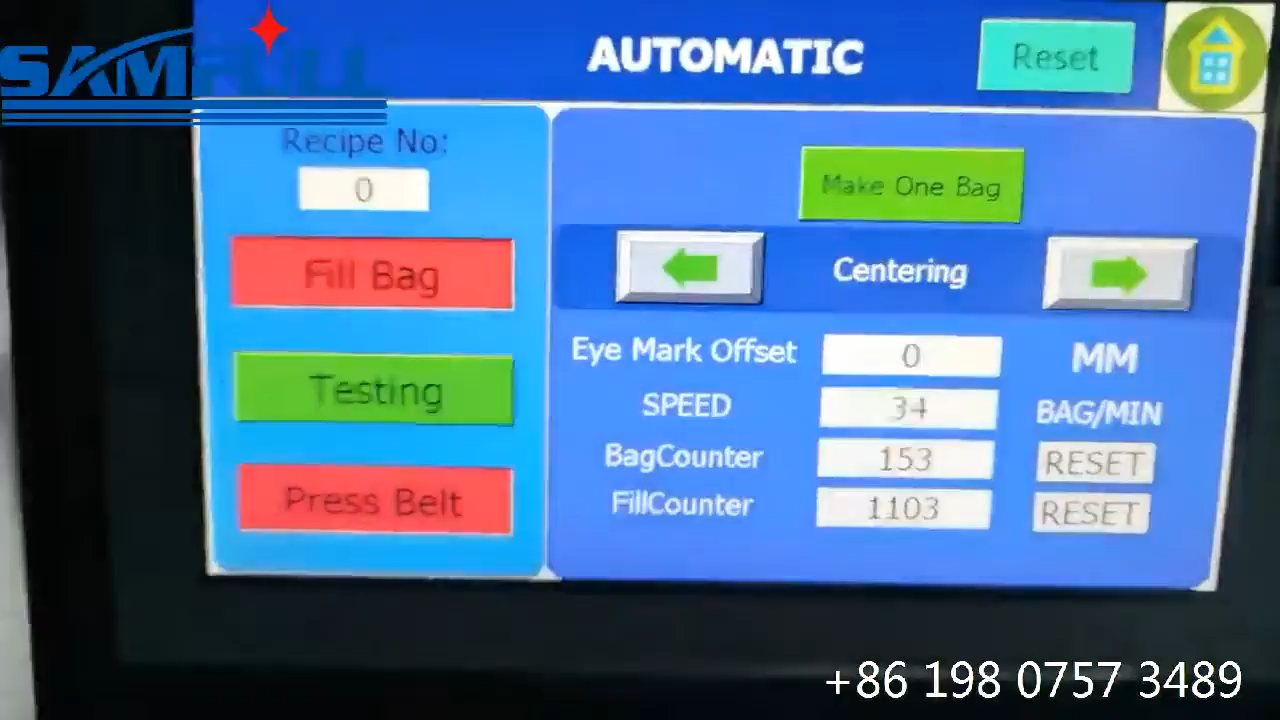 SAMFULL
AUTOMATIC
Reset
Recipe No:
0
Fill Bag
Testing
Press Belt
Make One Bag
Centering
Eye Mark Offset 0 MM
SPEED 34 BAG/MIN
BagCounter 153 RESET
FillCounter 1103 RESET
+86 198 0757 3489